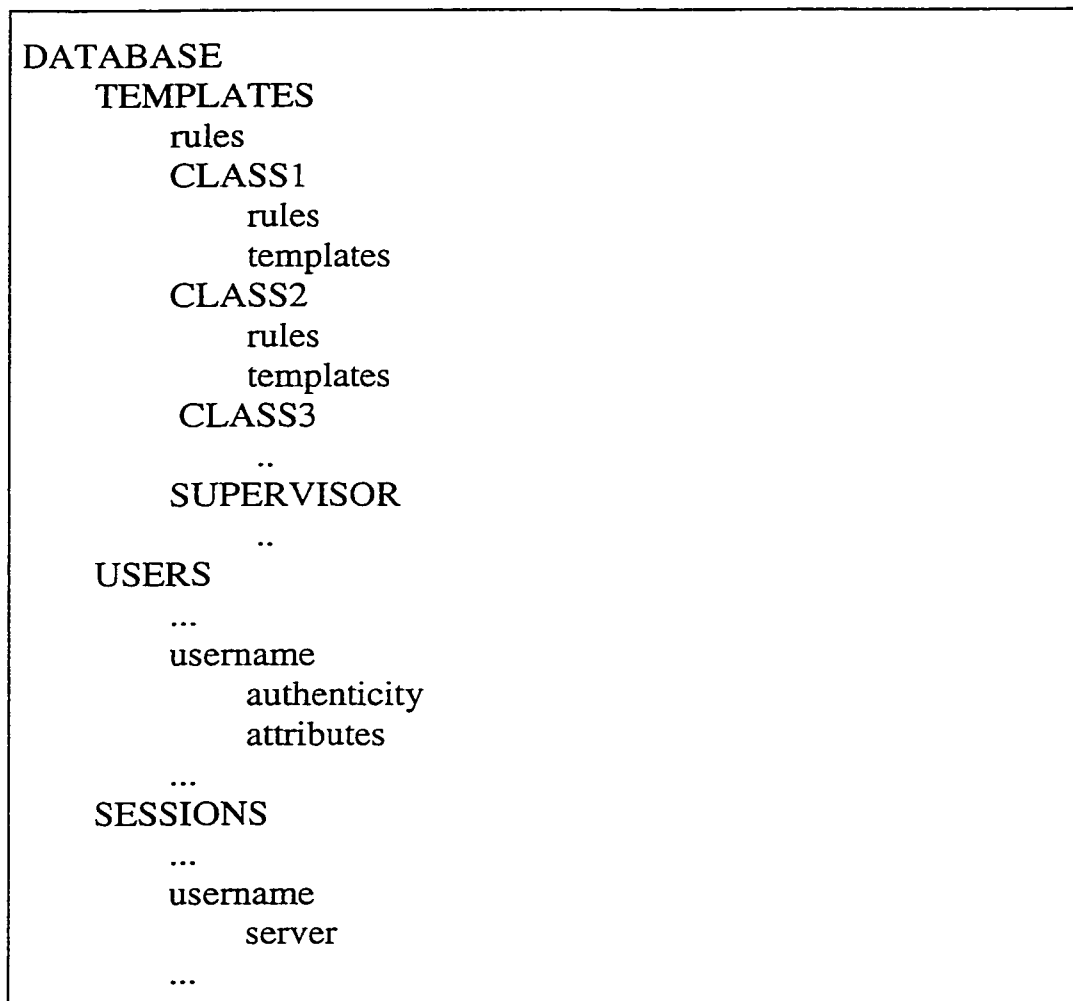 DATABASE
TEMPLATES
rules
CLASS1
rules
templates
CLASS2
rules
templates
CLASS3
..
SUPERVISOR
..
USERS
...
username
authenticity
attributes
...
SESSIONS
...
username
server
...